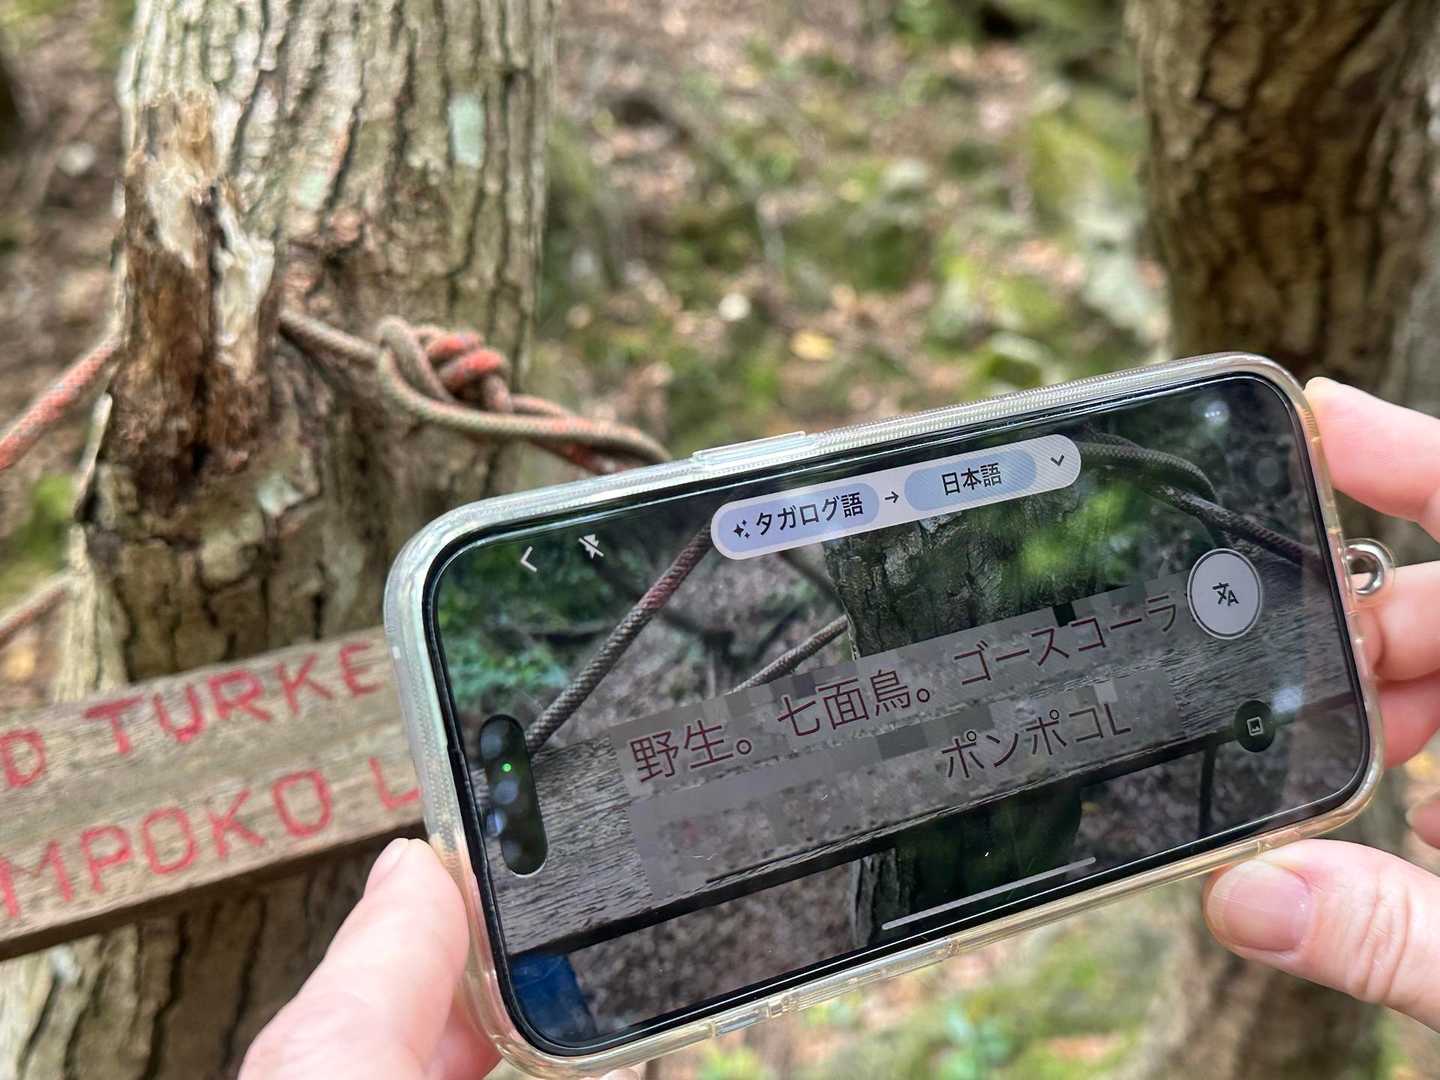 D TURKE
MPOKO L
タガログ語 → 日本語
野生。七面鳥。ゴースコーラ
ポンポコL